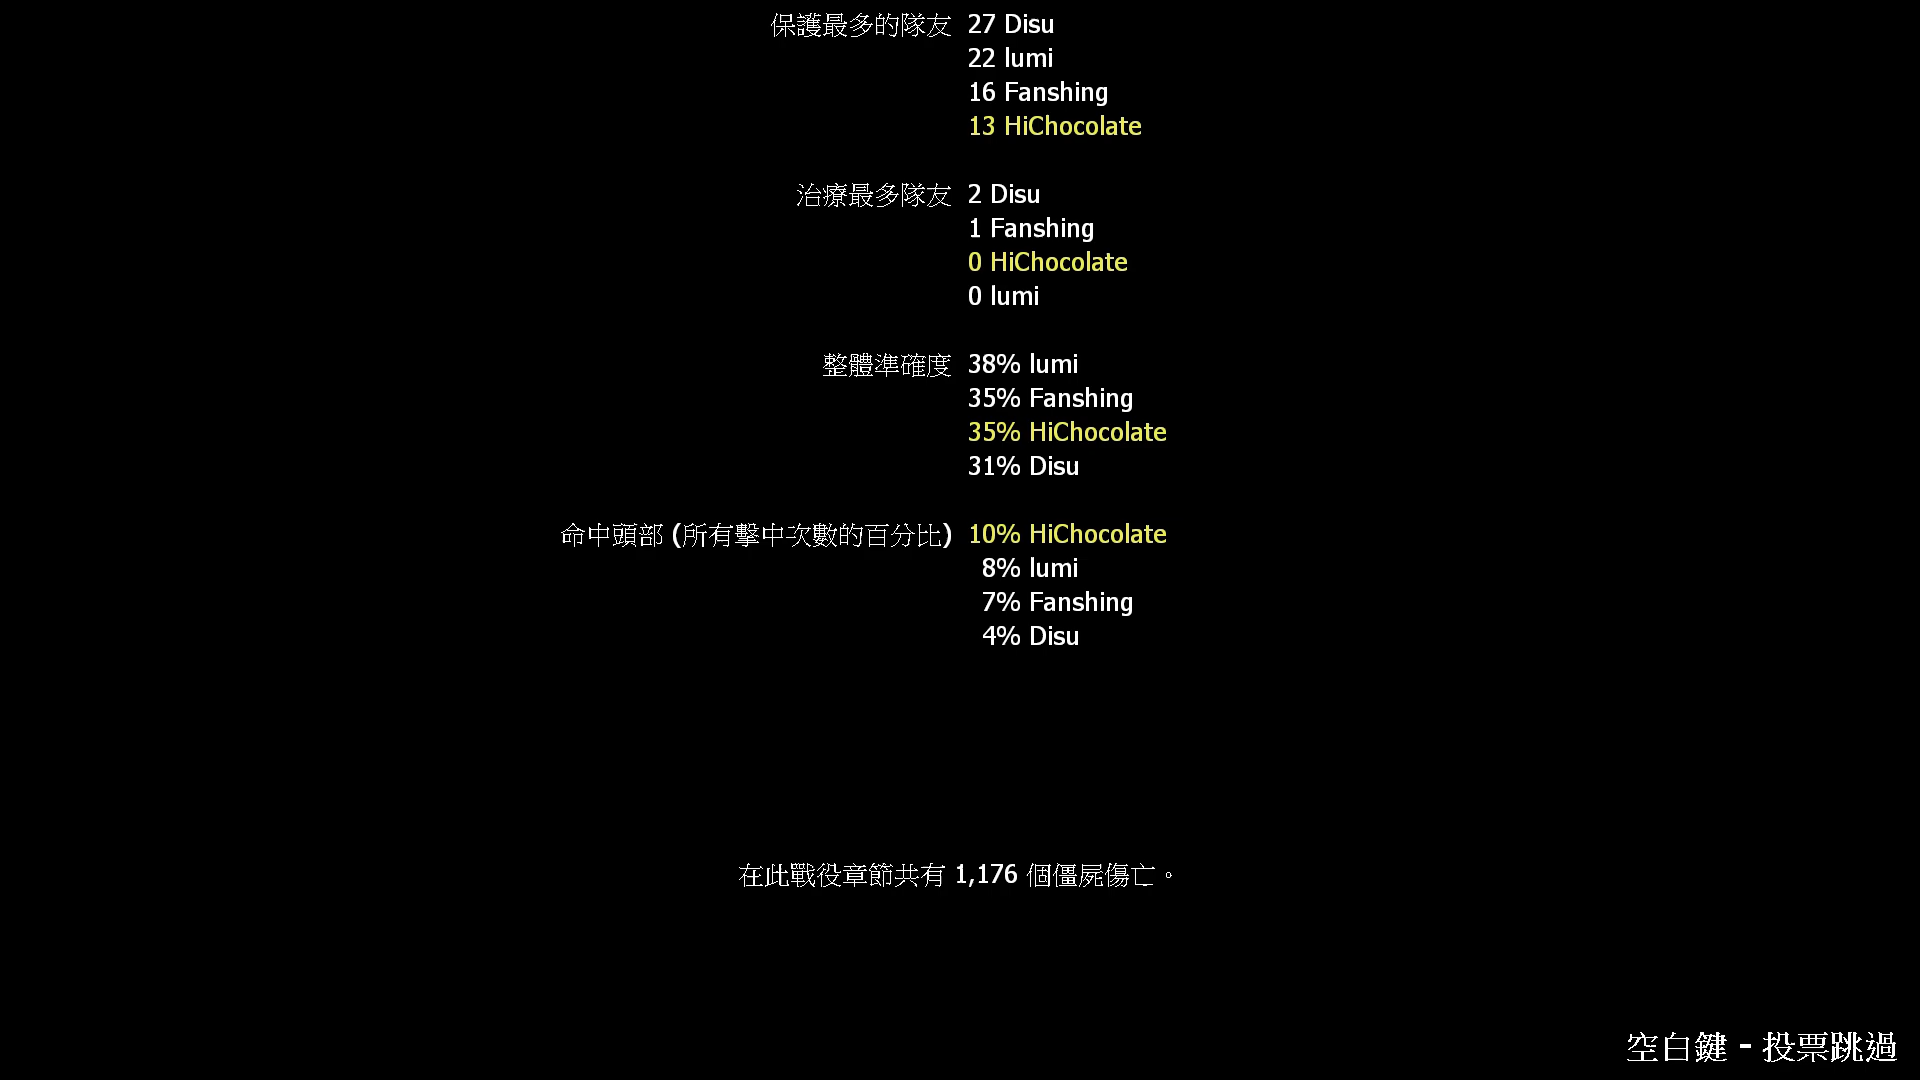 保護最多的隊友 27 Disu
22 lumi
16 Fanshing
13 HiChocolate
治療最多隊友 2 Disu
1 Fanshing
0 HiChocolate
0 lumi
整體準確度 38% lumi
35% Fanshing
35% HiChocolate
31% Disu
命中頭部 (所有擊中次數的百分比) 10% HiChocolate
8% lumi
7% Fanshing
4% Disu
在此戰役章節共有 1,176 個僵屍傷亡。
空白鍵 - 投票跳過